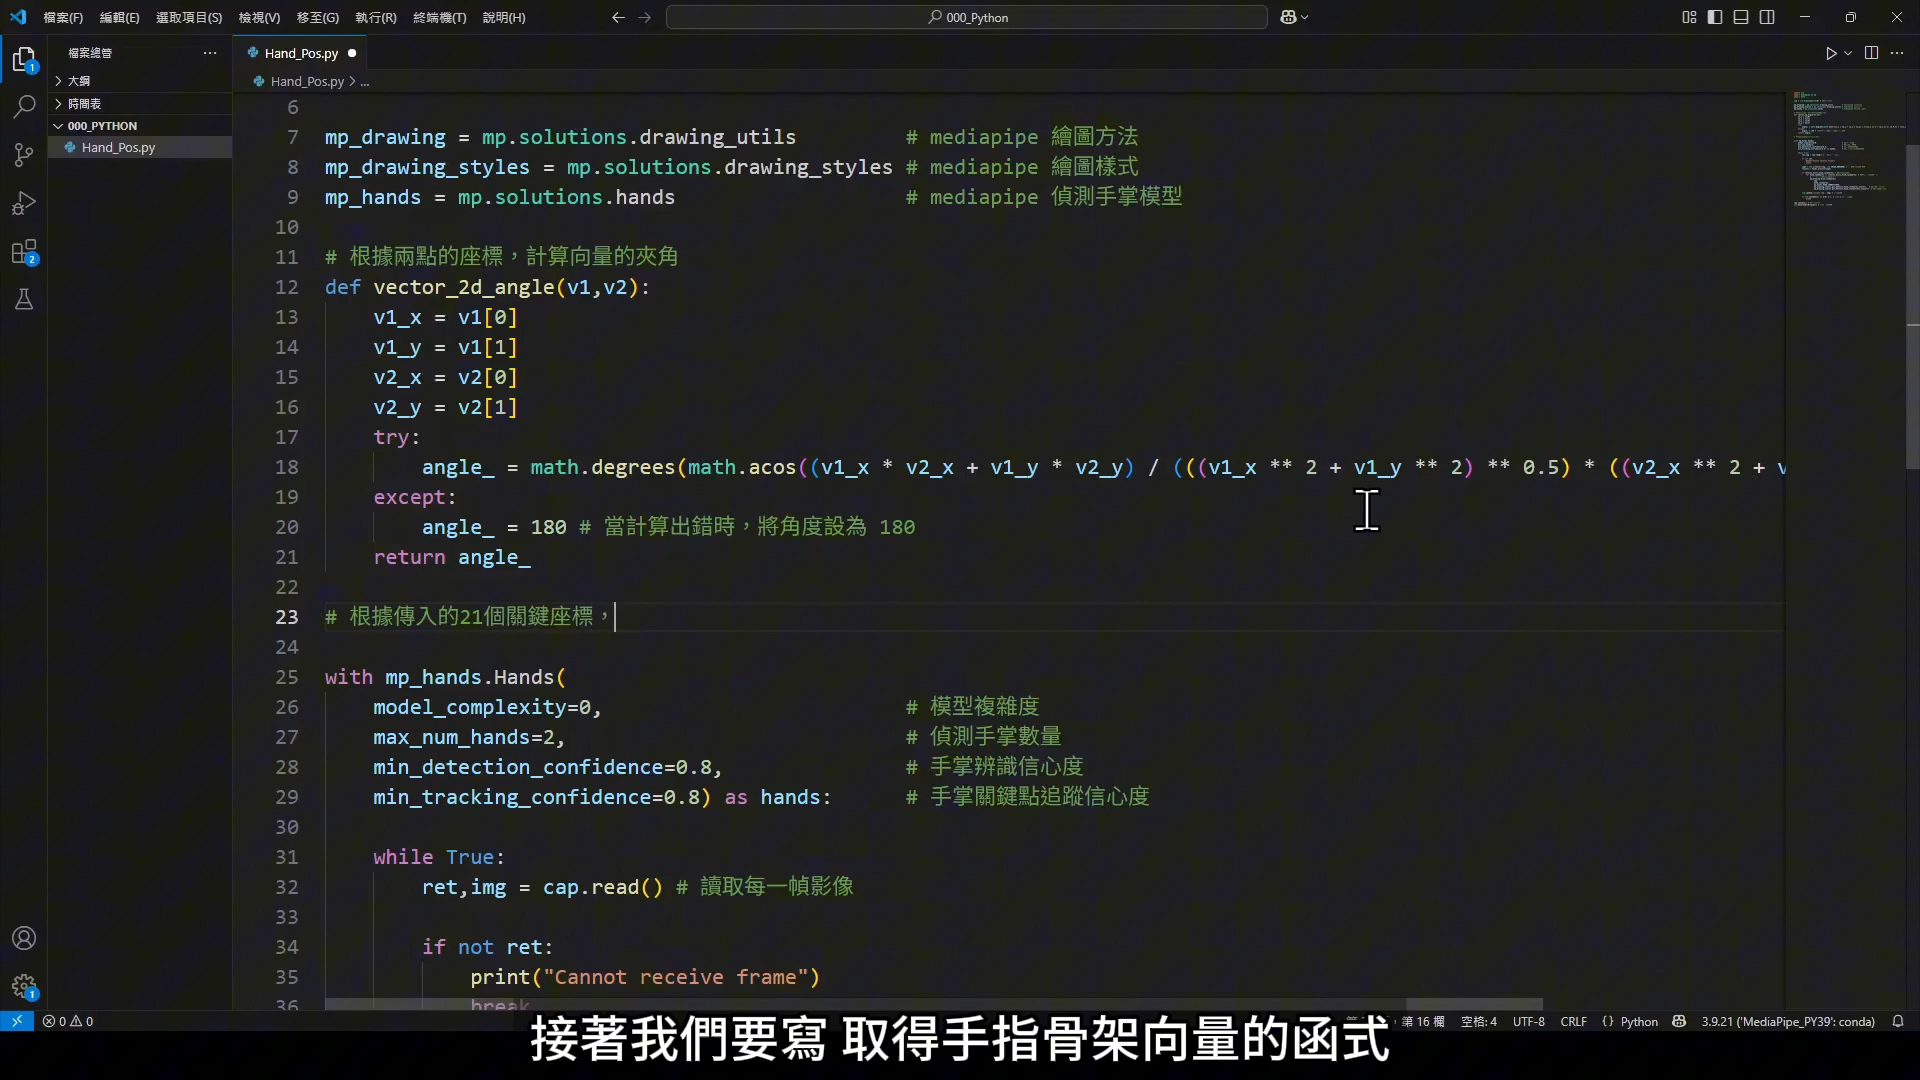 檔案(F) 編輯(E) 選取項目(S) 檢視(V) 移至(G) 執行(R) 終端機(T) 說明(H)
000_Python
檔案總管
Hand_Pos.py
大綱
Hand_Pos.py > ...
時間表
000_PYTHON
Hand_Pos.py
1
2
1
6
7 mp_drawing = mp.solutions.drawing_utils # mediapipe 繪圖方法
8 mp_drawing_styles = mp.solutions.drawing_styles # mediapipe 繪圖樣式
9 mp_hands = mp.solutions.hands # mediapipe 偵測手掌模型
10
11 # 根據兩點的座標，計算向量的夾角
12 def vector_2d_angle(v1,v2):
13 v1_x = v1[0]
14 v1_y = v1[1]
15 v2_x = v2[0]
16 v2_y = v2[1]
17 try:
18 angle_ = math.degrees(math.acos((v1_x * v2_x + v1_y * v2_y) / (((v1_x ** 2 + v1_y ** 2) ** 0.5) * ((v2_x ** 2 + v
19 except:
20 angle_ = 180 # 當計算出錯時，將角度設為 180
21 return angle_
22
23 # 根據傳入的21個關鍵座標，
24
25 with mp_hands.Hands(
26 model_complexity=0, # 模型複雜度
27 max_num_hands=2, # 偵測手掌數量
28 min_detection_confidence=0.8, # 手掌辨識信心度
29 min_tracking_confidence=0.8) as hands: # 手掌關鍵點追蹤信心度
30
31 while True:
32 ret,img = cap.read() # 讀取每一幀影像
33
34 if not ret:
35 print("Cannot receive frame")
36 break
0 0 第 16 欄 空格: 4 UTF-8 CRLF {} Python 3.9.21 ('MediaPipe_PY39': conda)
接著我們要寫 取得手指骨架向量的函式